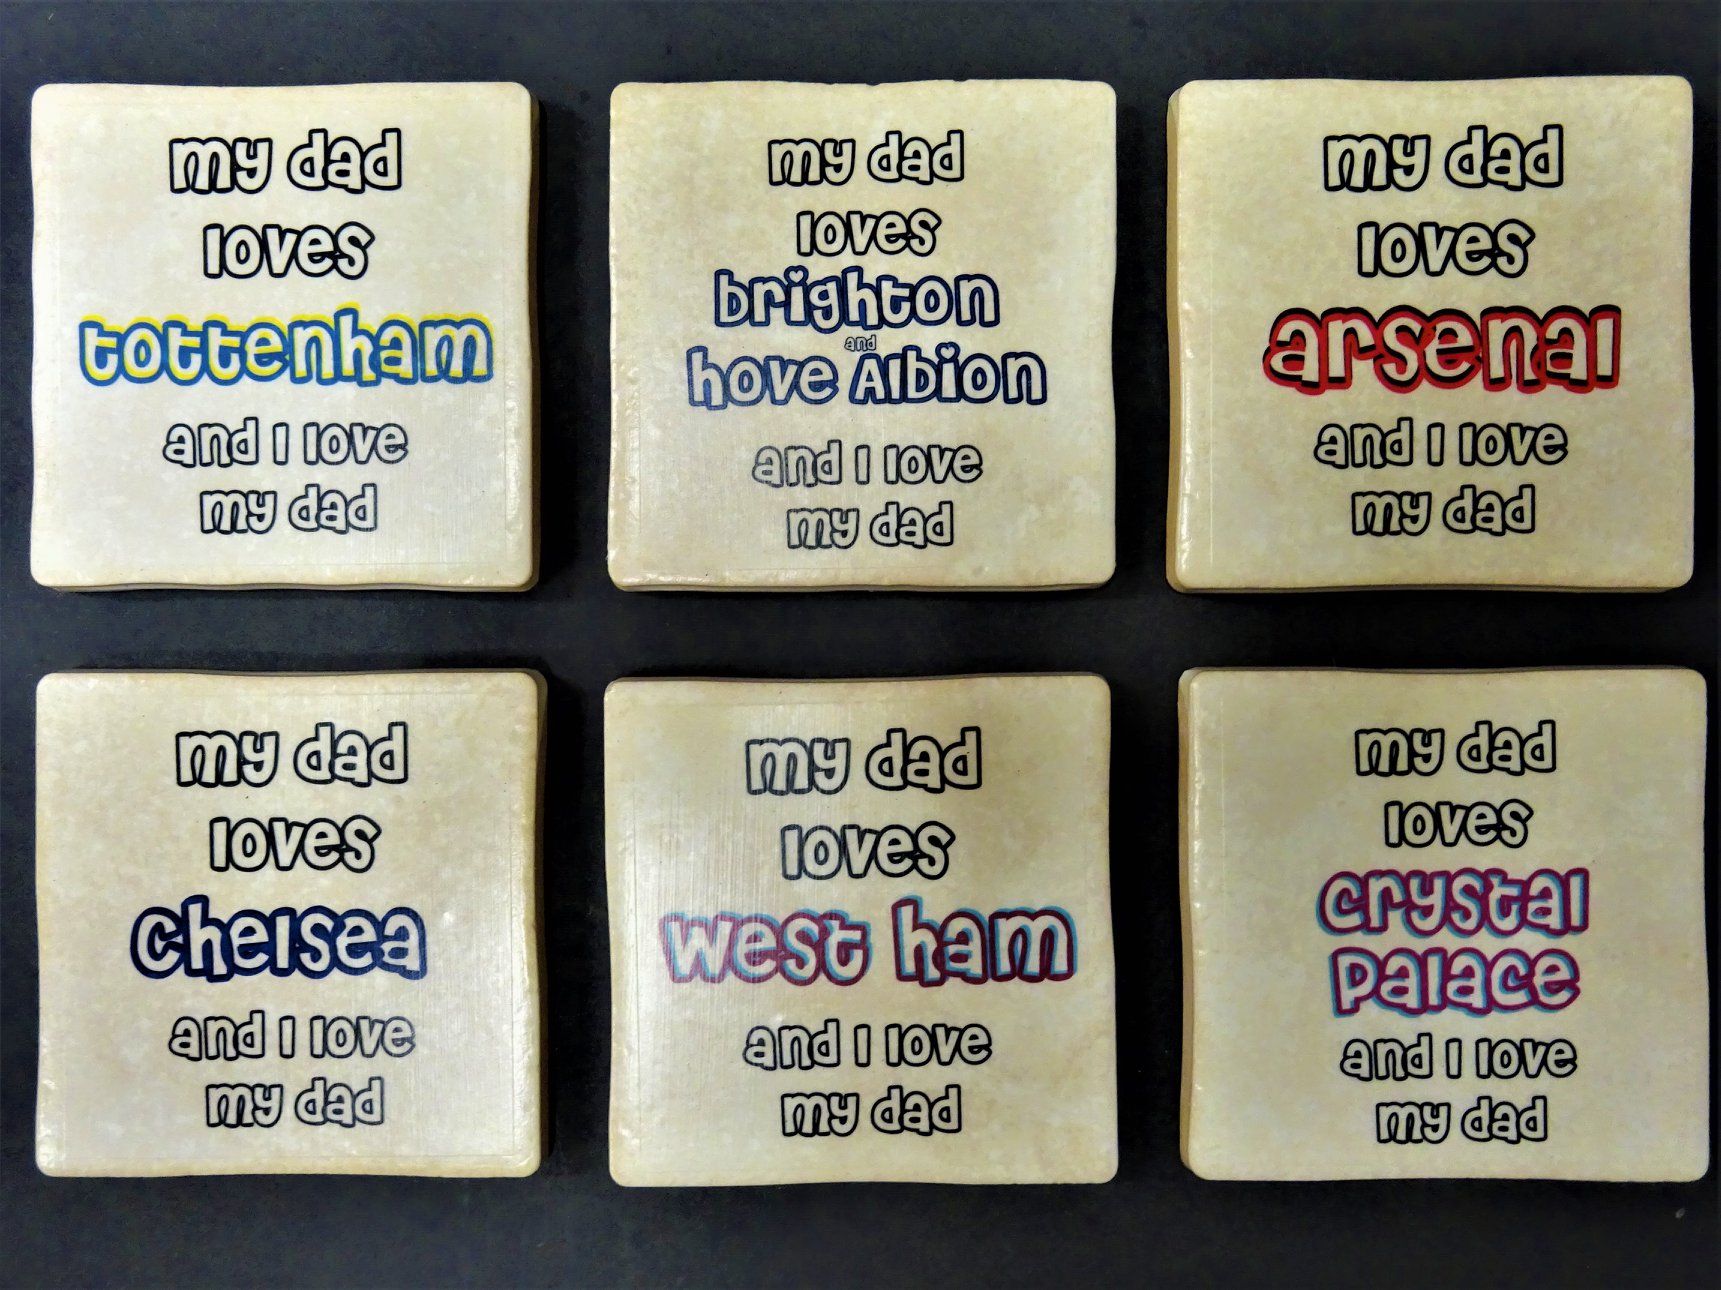 my dad
loves
tottenham
and I love
my dad
my dad
loves
brighton
and
hove Albion
and I love
my dad
my dad
loves
arsenal
and I love
my dad
my dad
loves
chelsea
and I love
my dad
my dad
loves
west ham
and I love
my dad
my dad
loves
crystal
palace
and I love
my dad